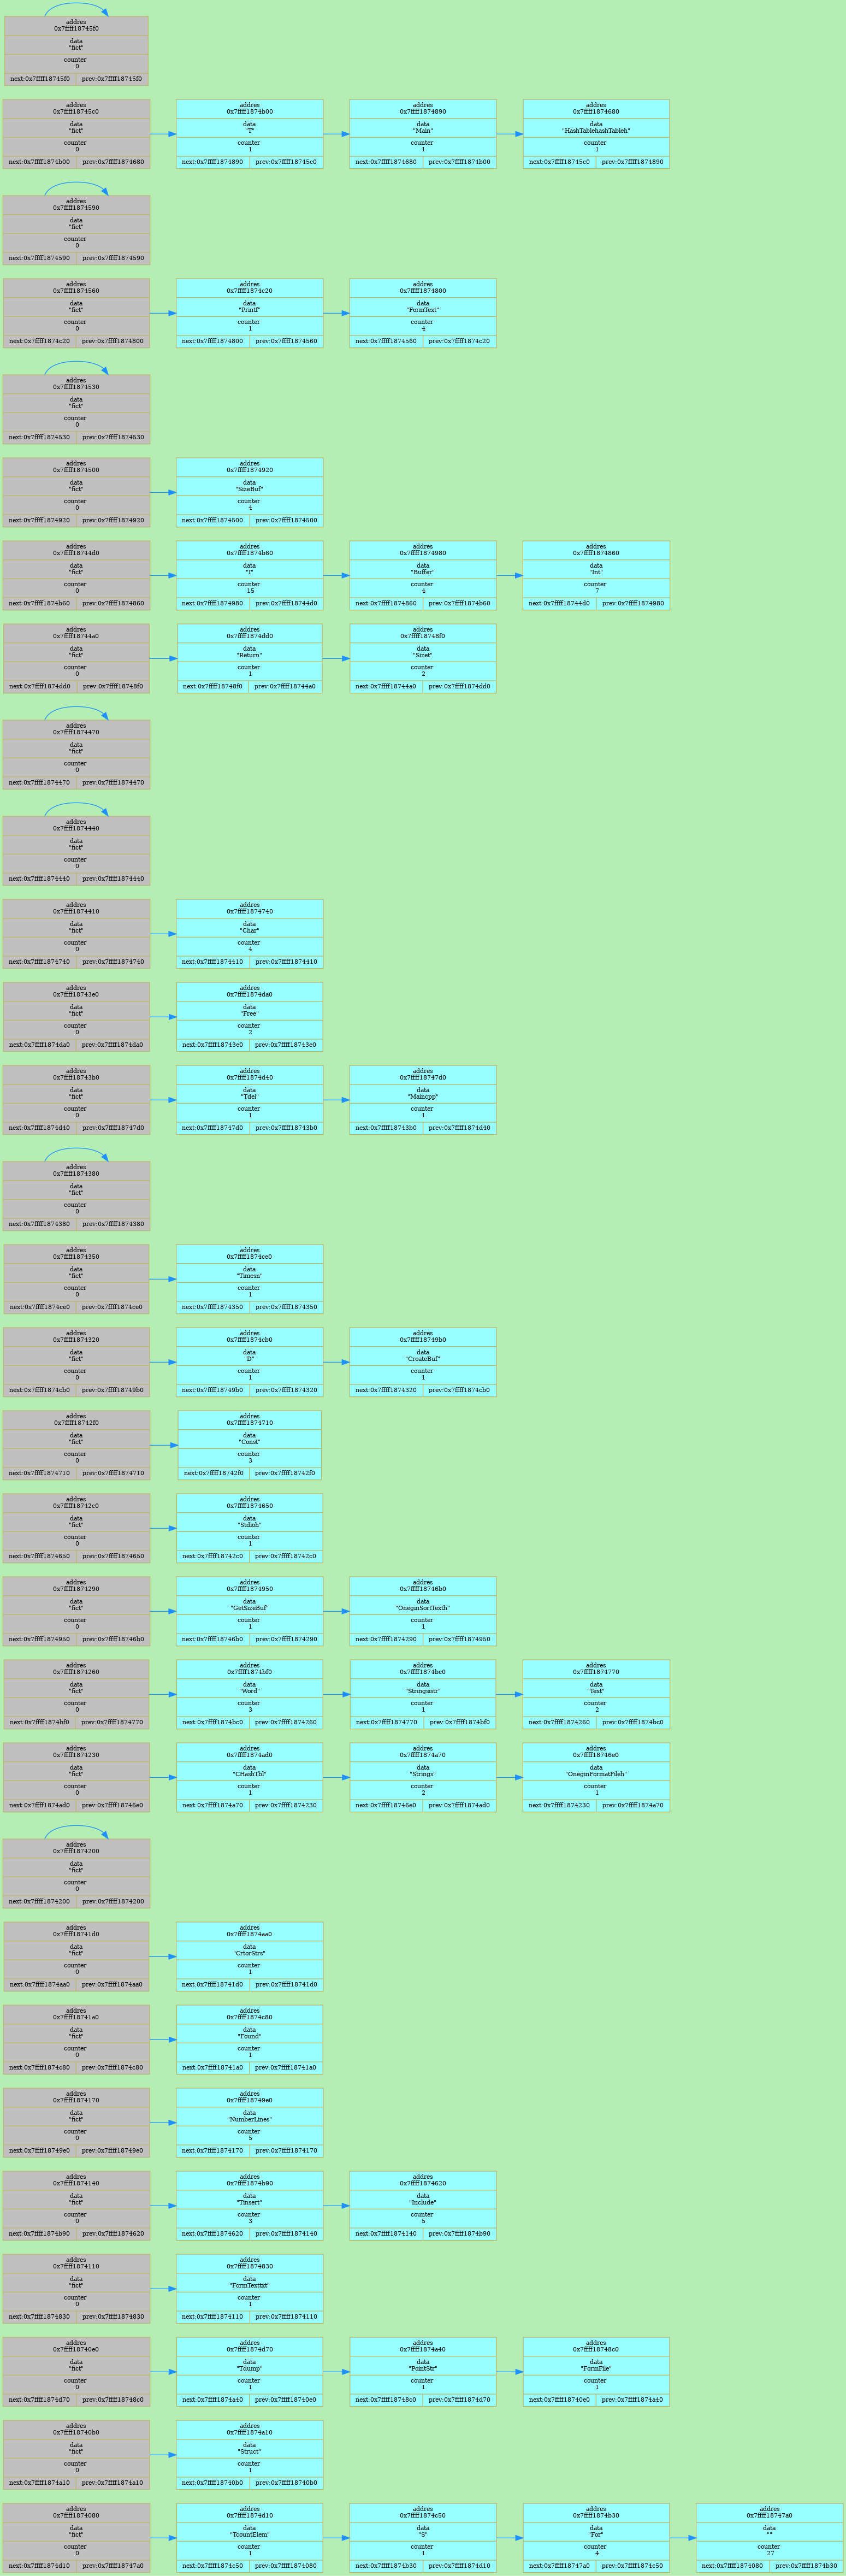 addres
0x7ffff18745f0
data
"fict"
counter
0
next:0x7ffff18745f0 prev:0x7ffff18745f0
addres
0x7ffff18745c0
data
"fict"
counter
0
next:0x7ffff1874b00 prev:0x7ffff1874680
addres
0x7ffff1874b00
data
"T"
counter
1
next:0x7ffff1874890 prev:0x7ffff18745c0
addres
0x7ffff1874890
data
"Main"
counter
1
next:0x7ffff1874680 prev:0x7ffff1874b00
addres
0x7ffff1874680
data
"HashTablehashTableh"
counter
1
next:0x7ffff18745c0 prev:0x7ffff1874890
addres
0x7ffff1874590
data
"fict"
counter
0
next:0x7ffff1874590 prev:0x7ffff1874590
addres
0x7ffff1874560
data
"fict"
counter
0
next:0x7ffff1874c20 prev:0x7ffff1874800
addres
0x7ffff1874c20
data
"Printf"
counter
1
next:0x7ffff1874800 prev:0x7ffff1874560
addres
0x7ffff1874800
data
"FormText"
counter
4
next:0x7ffff1874560 prev:0x7ffff1874c20
addres
0x7ffff1874530
data
"fict"
counter
0
next:0x7ffff1874530 prev:0x7ffff1874530
addres
0x7ffff1874500
data
"fict"
counter
0
next:0x7ffff1874920 prev:0x7ffff1874920
addres
0x7ffff1874920
data
"SizeBuf"
counter
4
next:0x7ffff1874500 prev:0x7ffff1874500
addres
0x7ffff18744d0
data
"fict"
counter
0
next:0x7ffff1874b60 prev:0x7ffff1874860
addres
0x7ffff1874b60
data
"I"
counter
15
next:0x7ffff1874980 prev:0x7ffff18744d0
addres
0x7ffff1874980
data
"Buffer"
counter
4
next:0x7ffff1874860 prev:0x7ffff1874b60
addres
0x7ffff1874860
data
"Int"
counter
7
next:0x7ffff18744d0 prev:0x7ffff1874980
addres
0x7ffff18744a0
data
"fict"
counter
0
next:0x7ffff1874dd0 prev:0x7ffff18748f0
addres
0x7ffff1874dd0
data
"Return"
counter
1
next:0x7ffff18748f0 prev:0x7ffff18744a0
addres
0x7ffff18748f0
data
"Sizet"
counter
2
next:0x7ffff18744a0 prev:0x7ffff1874dd0
addres
0x7ffff1874470
data
"fict"
counter
0
next:0x7ffff1874470 prev:0x7ffff1874470
addres
0x7ffff1874440
data
"fict"
counter
0
next:0x7ffff1874440 prev:0x7ffff1874440
addres
0x7ffff1874410
data
"fict"
counter
0
next:0x7ffff1874740 prev:0x7ffff1874740
addres
0x7ffff1874740
data
"Char"
counter
4
next:0x7ffff1874410 prev:0x7ffff1874410
addres
0x7ffff18743e0
data
"fict"
counter
0
next:0x7ffff1874da0 prev:0x7ffff1874da0
addres
0x7ffff1874da0
data
"Free"
counter
2
next:0x7ffff18743e0 prev:0x7ffff18743e0
addres
0x7ffff18743b0
data
"fict"
counter
0
next:0x7ffff1874d40 prev:0x7ffff18747d0
addres
0x7ffff1874d40
data
"Tdel"
counter
1
next:0x7ffff18747d0 prev:0x7ffff18743b0
addres
0x7ffff18747d0
data
"Maincpp"
counter
1
next:0x7ffff18743b0 prev:0x7ffff1874d40
addres
0x7ffff1874380
data
"fict"
counter
0
next:0x7ffff1874380 prev:0x7ffff1874380
addres
0x7ffff1874350
data
"fict"
counter
0
next:0x7ffff1874ce0 prev:0x7ffff1874ce0
addres
0x7ffff1874ce0
data
"Timesn"
counter
1
next:0x7ffff1874350 prev:0x7ffff1874350
addres
0x7ffff1874320
data
"fict"
counter
0
next:0x7ffff1874cb0 prev:0x7ffff18749b0
addres
0x7ffff1874cb0
data
"D"
counter
1
next:0x7ffff18749b0 prev:0x7ffff1874320
addres
0x7ffff18749b0
data
"CreateBuf"
counter
1
next:0x7ffff1874320 prev:0x7ffff1874cb0
addres
0x7ffff18742f0
data
"fict"
counter
0
next:0x7ffff1874710 prev:0x7ffff1874710
addres
0x7ffff1874710
data
"Const"
counter
3
next:0x7ffff18742f0 prev:0x7ffff18742f0
addres
0x7ffff18742c0
data
"fict"
counter
0
next:0x7ffff1874650 prev:0x7ffff1874650
addres
0x7ffff1874650
data
"Stdioh"
counter
1
next:0x7ffff18742c0 prev:0x7ffff18742c0
addres
0x7ffff1874290
data
"fict"
counter
0
next:0x7ffff1874950 prev:0x7ffff18746b0
addres
0x7ffff1874950
data
"GetSizeBuf"
counter
1
next:0x7ffff18746b0 prev:0x7ffff1874290
addres
0x7ffff18746b0
data
"OneginSortTexth"
counter
1
next:0x7ffff1874290 prev:0x7ffff1874950
addres
0x7ffff1874260
data
"fict"
counter
0
next:0x7ffff1874bf0 prev:0x7ffff1874770
addres
0x7ffff1874bf0
data
"Word"
counter
3
next:0x7ffff1874bc0 prev:0x7ffff1874260
addres
0x7ffff1874bc0
data
"Stringsistr"
counter
1
next:0x7ffff1874770 prev:0x7ffff1874bf0
addres
0x7ffff1874770
data
"Text"
counter
2
next:0x7ffff1874260 prev:0x7ffff1874bc0
addres
0x7ffff1874230
data
"fict"
counter
0
next:0x7ffff1874ad0 prev:0x7ffff18746e0
addres
0x7ffff1874ad0
data
"CHashTbl"
counter
1
next:0x7ffff1874a70 prev:0x7ffff1874230
addres
0x7ffff1874a70
data
"Strings"
counter
2
next:0x7ffff18746e0 prev:0x7ffff1874ad0
addres
0x7ffff18746e0
data
"OneginFormatFileh"
counter
1
next:0x7ffff1874230 prev:0x7ffff1874a70
addres
0x7ffff1874200
data
"fict"
counter
0
next:0x7ffff1874200 prev:0x7ffff1874200
addres
0x7ffff18741d0
data
"fict"
counter
0
next:0x7ffff1874aa0 prev:0x7ffff1874aa0
addres
0x7ffff1874aa0
data
"CrtorStrs"
counter
1
next:0x7ffff18741d0 prev:0x7ffff18741d0
addres
0x7ffff18741a0
data
"fict"
counter
0
next:0x7ffff1874c80 prev:0x7ffff1874c80
addres
0x7ffff1874c80
data
"Found"
counter
1
next:0x7ffff18741a0 prev:0x7ffff18741a0
addres
0x7ffff1874170
data
"fict"
counter
0
next:0x7ffff18749e0 prev:0x7ffff18749e0
addres
0x7ffff18749e0
data
"NumberLines"
counter
5
next:0x7ffff1874170 prev:0x7ffff1874170
addres
0x7ffff1874140
data
"fict"
counter
0
next:0x7ffff1874b90 prev:0x7ffff1874620
addres
0x7ffff1874b90
data
"Tinsert"
counter
3
next:0x7ffff1874620 prev:0x7ffff1874140
addres
0x7ffff1874620
data
"Include"
counter
5
next:0x7ffff1874140 prev:0x7ffff1874b90
addres
0x7ffff1874110
data
"fict"
counter
0
next:0x7ffff1874830 prev:0x7ffff1874830
addres
0x7ffff1874830
data
"FormTexttxt"
counter
1
next:0x7ffff1874110 prev:0x7ffff1874110
addres
0x7ffff18740e0
data
"fict"
counter
0
next:0x7ffff1874d70 prev:0x7ffff18748c0
addres
0x7ffff1874d70
data
"Tdump"
counter
1
next:0x7ffff1874a40 prev:0x7ffff18740e0
addres
0x7ffff1874a40
data
"PointStr"
counter
1
next:0x7ffff18748c0 prev:0x7ffff1874d70
addres
0x7ffff18748c0
data
"FormFile"
counter
1
next:0x7ffff18740e0 prev:0x7ffff1874a40
addres
0x7ffff18740b0
data
"fict"
counter
0
next:0x7ffff1874a10 prev:0x7ffff1874a10
addres
0x7ffff1874a10
data
"Struct"
counter
1
next:0x7ffff18740b0 prev:0x7ffff18740b0
addres
0x7ffff1874080
data
"fict"
counter
0
next:0x7ffff1874d10 prev:0x7ffff18747a0
addres
0x7ffff1874d10
data
"TcountElem"
counter
1
next:0x7ffff1874c50 prev:0x7ffff1874080
addres
0x7ffff1874c50
data
"S"
counter
1
next:0x7ffff1874b30 prev:0x7ffff1874d10
addres
0x7ffff1874b30
data
"For"
counter
4
next:0x7ffff18747a0 prev:0x7ffff1874c50
addres
0x7ffff18747a0
data
""
counter
27
next:0x7ffff1874080 prev:0x7ffff1874b30